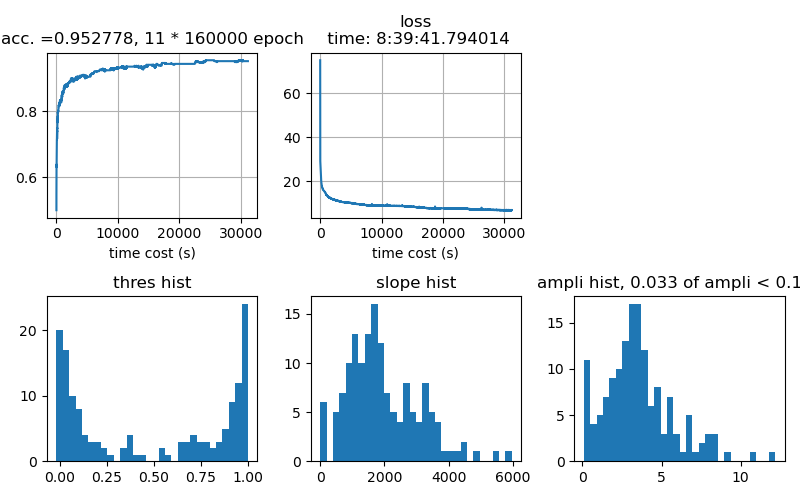 acc. =0.952778, 11 * 160000 epoch
loss
time: 8:39:41.794014
0.8
0.6
0 10000 20000 30000
time cost (s)
60
40
20
0 10000 20000 30000
time cost (s)
thres hist
20
10
0
0.00 0.25 0.50 0.75 1.00
slope hist
15
10
5
0
0 2000 4000 6000
ampli hist, 0.033 of ampli < 0.1
15
10
5
0
0 5 10